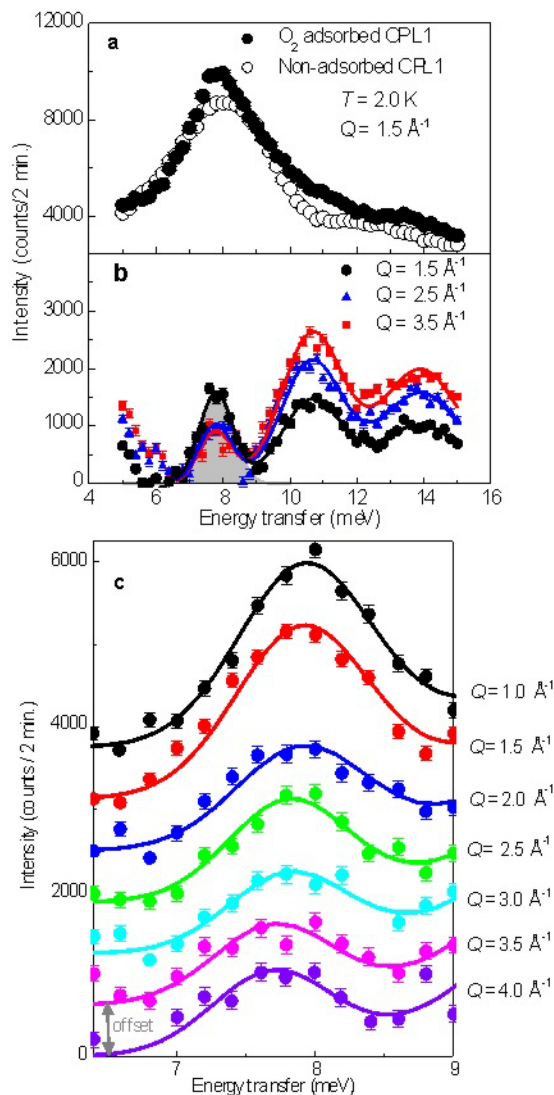 a
O2 adsorbed CPL1
Non-adsorbed CPL1
T = 2.0 K
Q = 1.5 Å-1
12000
8000
4000
Intensity (counts/2 min.)
b
Q = 1.5 Å-1
Q = 2.5 Å-1
Q = 3.5 Å-1
3000
2000
1000
0
4 6 8 10 12 14 16
Energy transfer (meV)
c
6000
4000
2000
0
Intensity (counts / 2 min.)
Q = 1.0 Å-1
Q = 1.5 Å-1
Q = 2.0 Å-1
Q = 2.5 Å-1
Q = 3.0 Å-1
Q = 3.5 Å-1
Q = 4.0 Å-1
offset
7 8 9
Energy transfer (meV)